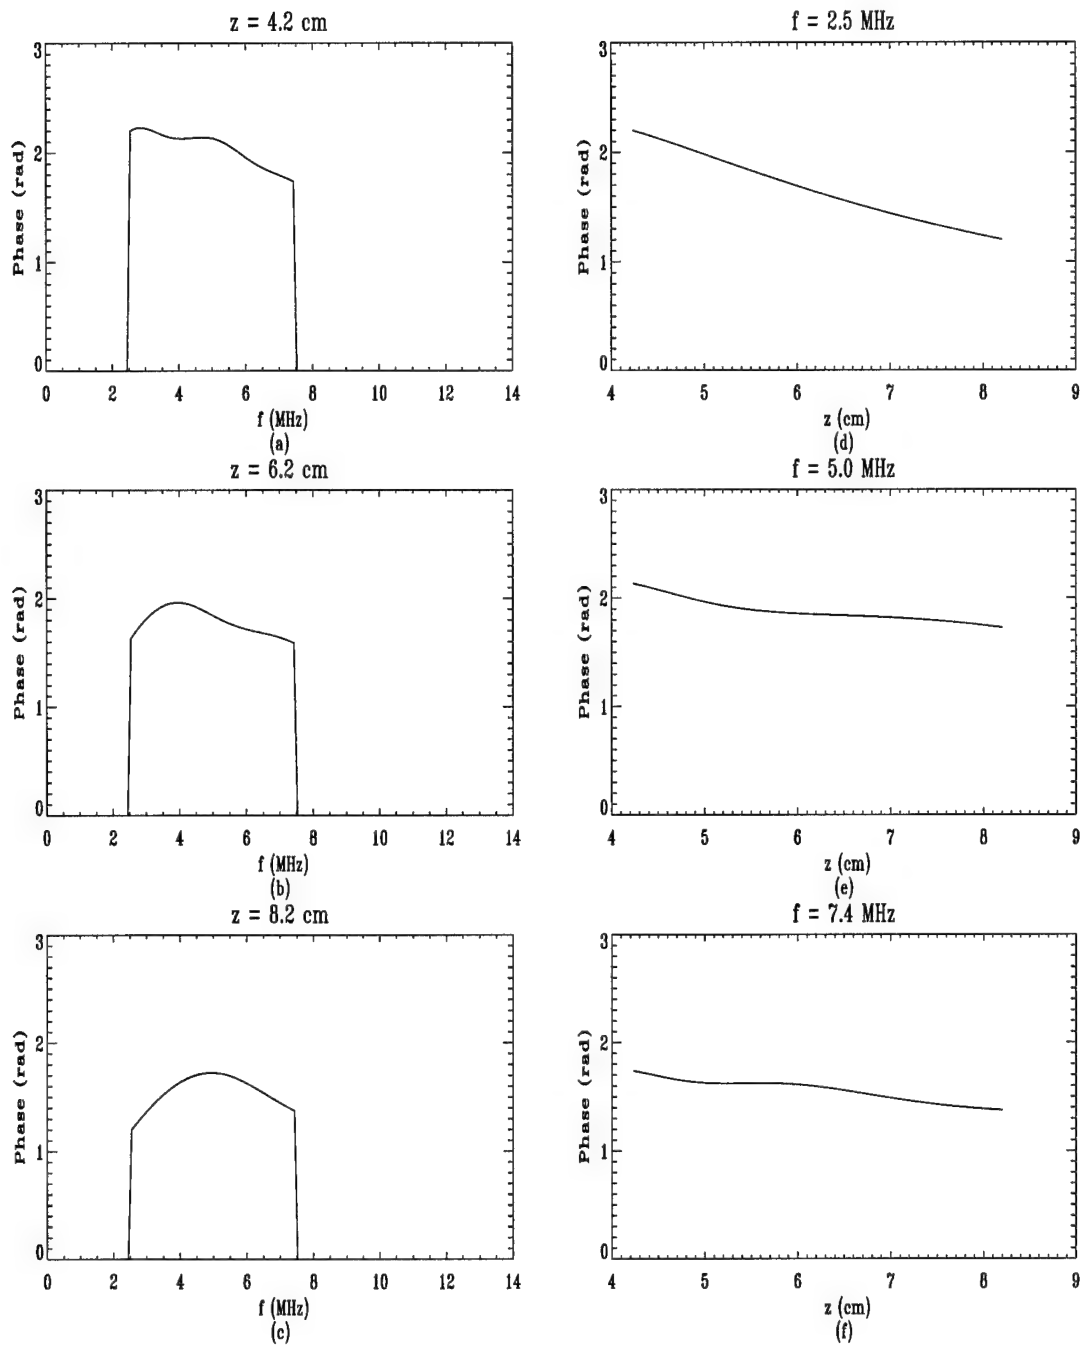 z = 4.2 cm
3
2
1
0
Phase (rad)
0 2 4 6 8 10 12 14
f (MHz)
(a)
z = 6.2 cm
3
2
1
0
Phase (rad)
0 2 4 6 8 10 12 14
f (MHz)
(b)
z = 8.2 cm
3
2
1
0
Phase (rad)
0 2 4 6 8 10 12 14
f (MHz)
(c)
f = 2.5 MHz
3
2
1
0
Phase (rad)
4 5 6 7 8 9
z (cm)
(d)
f = 5.0 MHz
3
2
1
0
Phase (rad)
4 5 6 7 8 9
z (cm)
(e)
f = 7.4 MHz
3
2
1
0
Phase (rad)
4 5 6 7 8 9
z (cm)
(f)